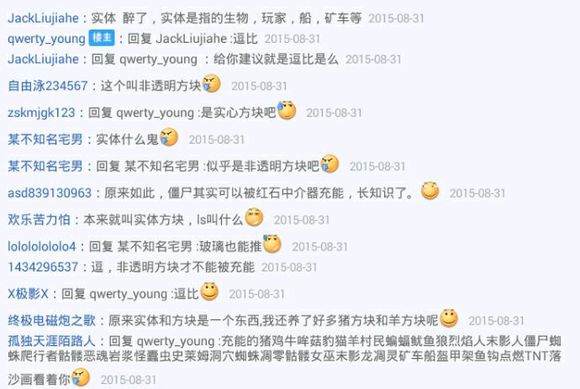 JackLiujiahe：实体 醉了，实体是指的生物，玩家，船，矿车等 2015-08-31
qwerty_young 楼主：回复 JackLiujiahe :逗比 2015-08-31
JackLiujiahe：回复 qwerty_young ：给你建议就是逗比是么 2015-08-31
自由泳234567：这个叫非透明方块 2015-08-31
zskmjgk123：回复 qwerty_young :是实心方块吧 2015-08-31
某不知名宅男：实体什么鬼 2015-08-31
某不知名宅男：回复 某不知名宅男 :似乎是非透明方块吧 2015-08-31
asd839130963：原来如此，僵尸其实可以被红石中介器充能，长知识了。 2015-08-31
欢乐苦力怕：本来就叫实体方块，ls叫什么 2015-08-31
lolololololo4：回复 某不知名宅男 :玻璃也能推 2015-08-31
1434296537：逗，非透明方块才不能被充能 2015-08-31
X极影X：回复 qwerty_young :逗比 2015-08-31
终极电磁炮之歌：原来实体和方块是一个东西,我还养了好多猪方块和羊方块呢 2015-08-31
孤独天涯陌路人：回复 qwerty_young :充能的猪鸡牛哞菇豹猫羊村民蝙蝠鱿鱼狼烈焰人末影人僵尸蜘
蛛爬行者骷髅恶魂岩浆怪蠹虫史莱姆洞穴蜘蛛凋零骷髅女巫末影龙凋灵矿车船盔甲架鱼钩点燃TNT落
沙画看着你 2015-08-31